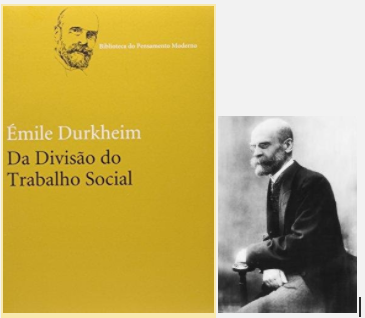 Biblioteca do Pensamento Moderno
Émile Durkheim
Da Divisão do
Trabalho Social